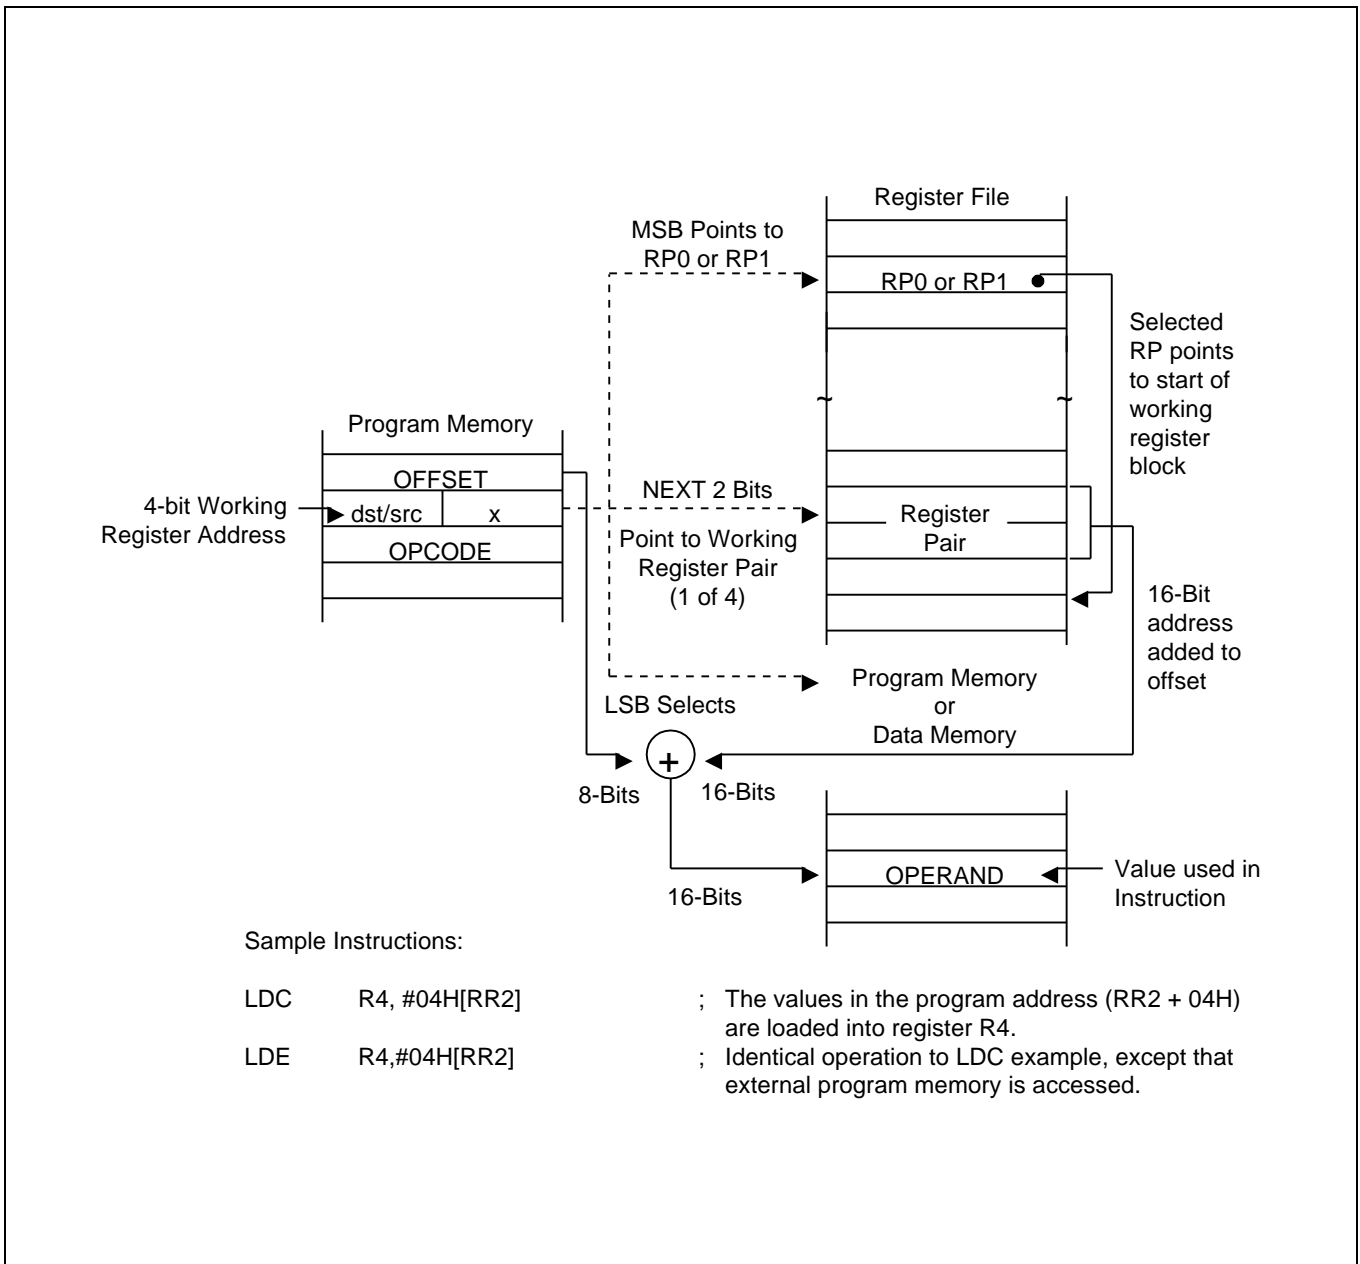 Register File
MSB Points to
RP0 or RP1
RP0 or RP1
Selected
RP points
to start of
working
register
block
~ ~
Program Memory
OFFSET
4-bit Working
Register Address
dst/src x
OPCODE
NEXT 2 Bits
Point to Working
Register Pair
(1 of 4)
Register
Pair
16-Bit
address
added to
offset
Program Memory
or
Data Memory
LSB Selects
+
8-Bits 16-Bits
16-Bits
OPERAND
Value used in
Instruction
Sample Instructions:
LDC R4, #04H[RR2] ; The values in the program address (RR2 + 04H)
are loaded into register R4.
LDE R4,#04H[RR2] ; Identical operation to LDC example, except that
external program memory is accessed.